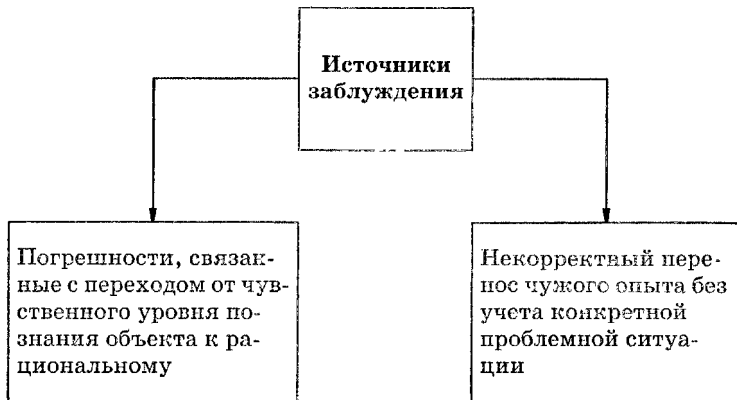 Источники
заблуждения
Погрешности, связан-
ные с переходом от чув-
ственного уровня по-
знания объекта к ра-
циональному
Некорректный пере-
нос чужого опыта без
учета конкретной
проблемной ситуа-
ции